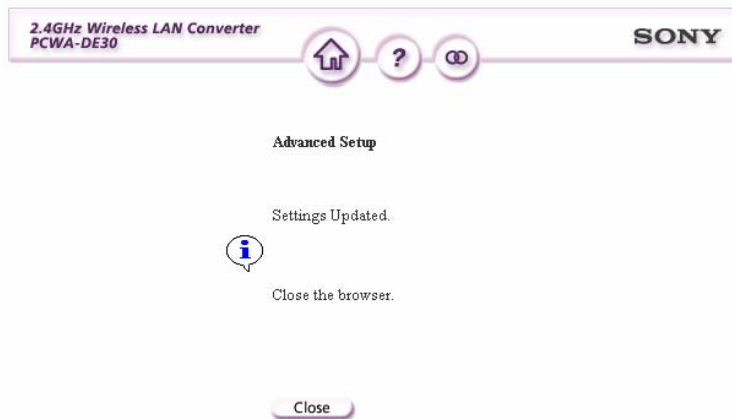 2.4GHz Wireless LAN Converter
PCWA-DE30
SONY
?
Advanced Setup
Settings Updated.
i
Close the browser.
Close